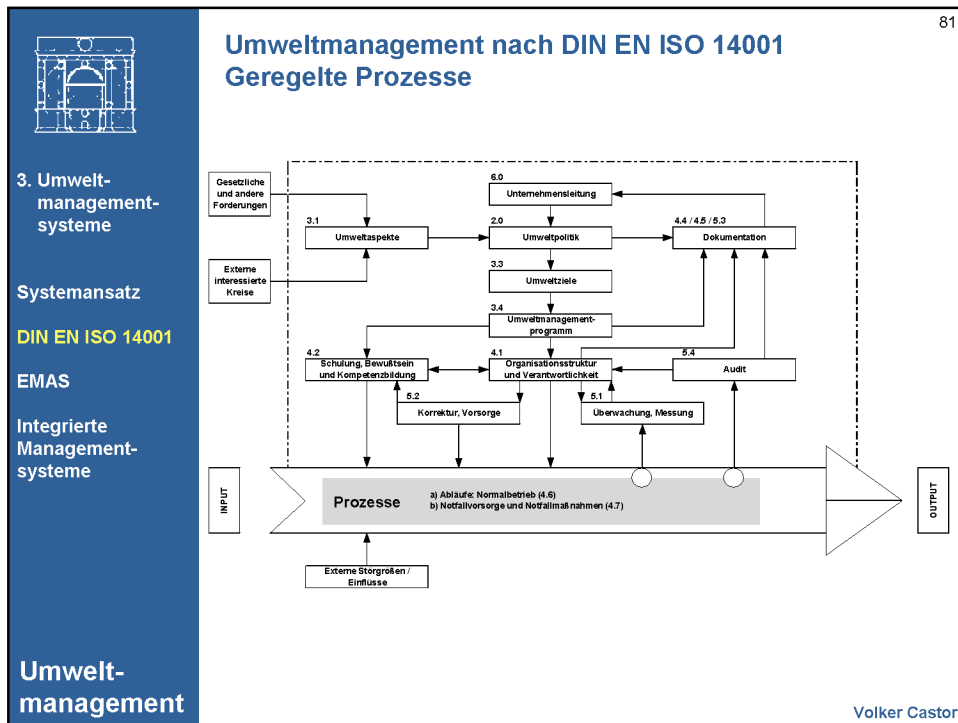 81
Umweltmanagement nach DIN EN ISO 14001
Geregelte Prozesse
3. Umwelt-
management-
systeme
Systemansatz
DIN EN ISO 14001
EMAS
Integrierte
Management-
systeme
Umwelt-
management
Gesetzliche
und andere
Forderungen
Externe
interessierte
Kreise
3.1
Umweltaspekte
6.0
Unternehmensleitung
2.0
Umweltpolitik
4.4 / 4.5 / 5.3
Dokumentation
3.3
Umweltziele
3.4
Umweltmanagement-
programm
4.2
Schulung, Bewußtsein
und Kompetenzbildung
4.1
Organisationsstruktur
und Verantwortlichkeit
5.4
Audit
5.2
Korrektur, Vorsorge
5.1
Überwachung, Messung
INPUT
Prozesse
a) Abläufe: Normalbetrieb (4.6)
b) Notfallvorsorge und Notfallmaßnahmen (4.7)
OUTPUT
Externe Störgrößen /
Einflüsse
Volker Castor